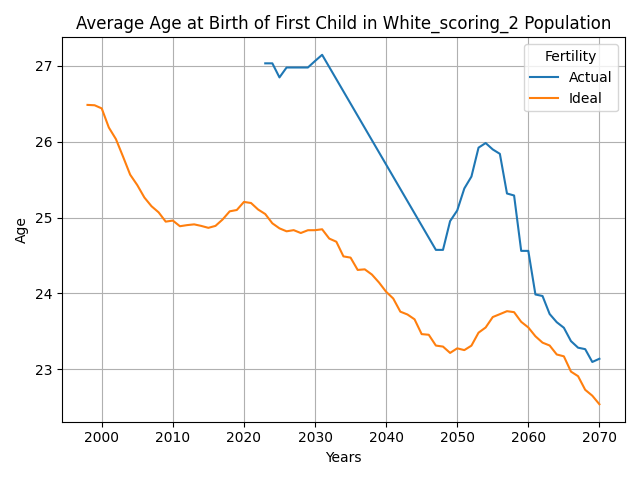 Average Age at Birth of First Child in White_scoring_2 Population
Fertility
Actual
Ideal
27
26
25
24
23
Age
2000 2010 2020 2030 2040 2050 2060 2070
Years